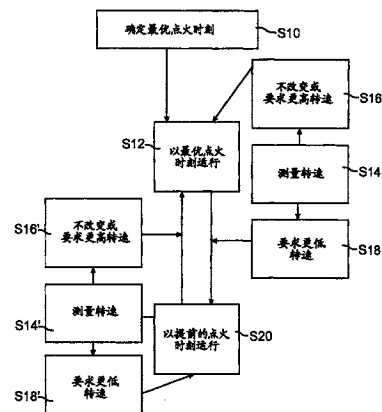 确定最优点火时刻
S10
不改变或
要求更高转速
S16
S12
以最优点火
时刻运行
测量转速
S14
S16'
不改变或
要求更高转速
要求更低
转速
S18
S14'
测量转速
以提前的点火
时刻运行
S20
S18'
要求更低
转速